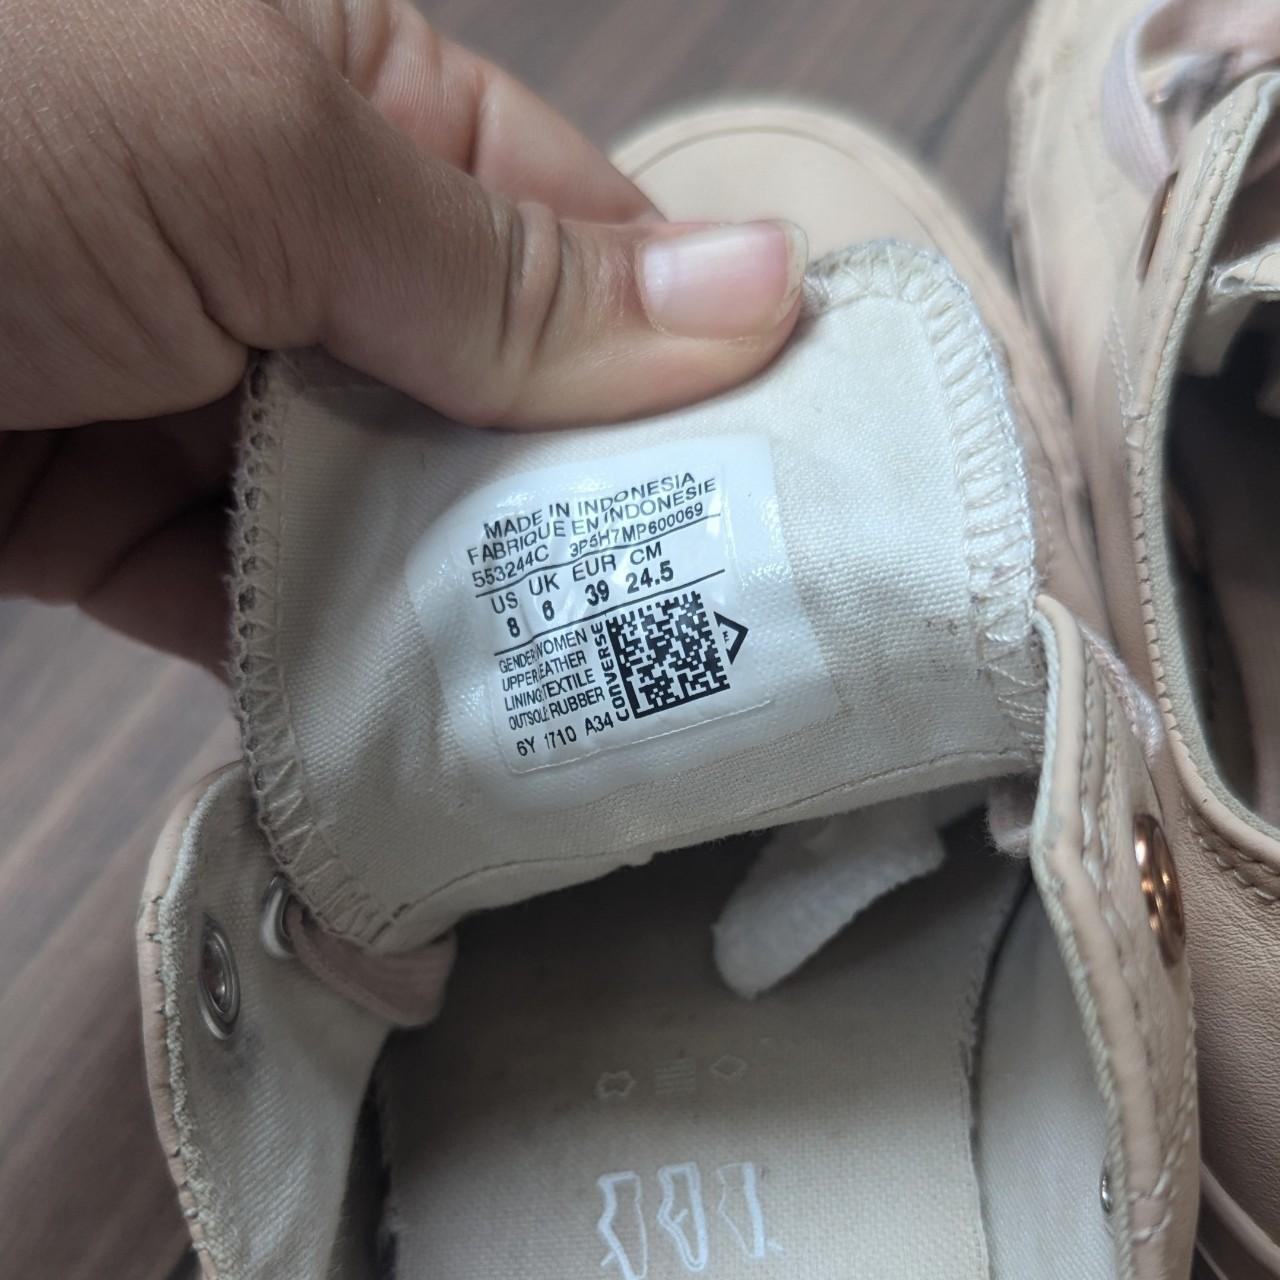 MADE IN INDONESIA
FABRIQUE EN INDONESIE
553244C 3P5H7MP600069
US UK EUR CM
8 6 39 24.5
GENDER WOMEN
UPPER LEATHER
LINING TEXTILE
OUTSOLE RUBBER
CONVERSE
6Y 1710 A34